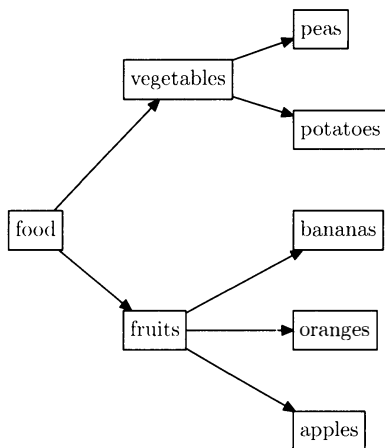 peas
vegetables
potatoes
food
bananas
fruits
oranges
apples